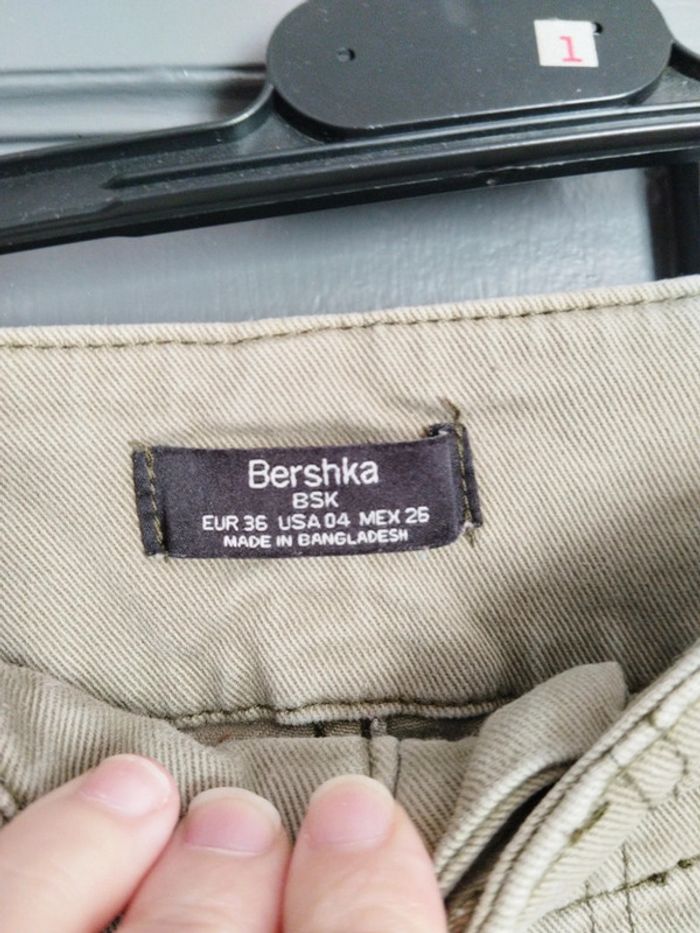 1
Bershka
BSK
EUR 36 USA 04 MEX 26
MADE IN BANGLADESH